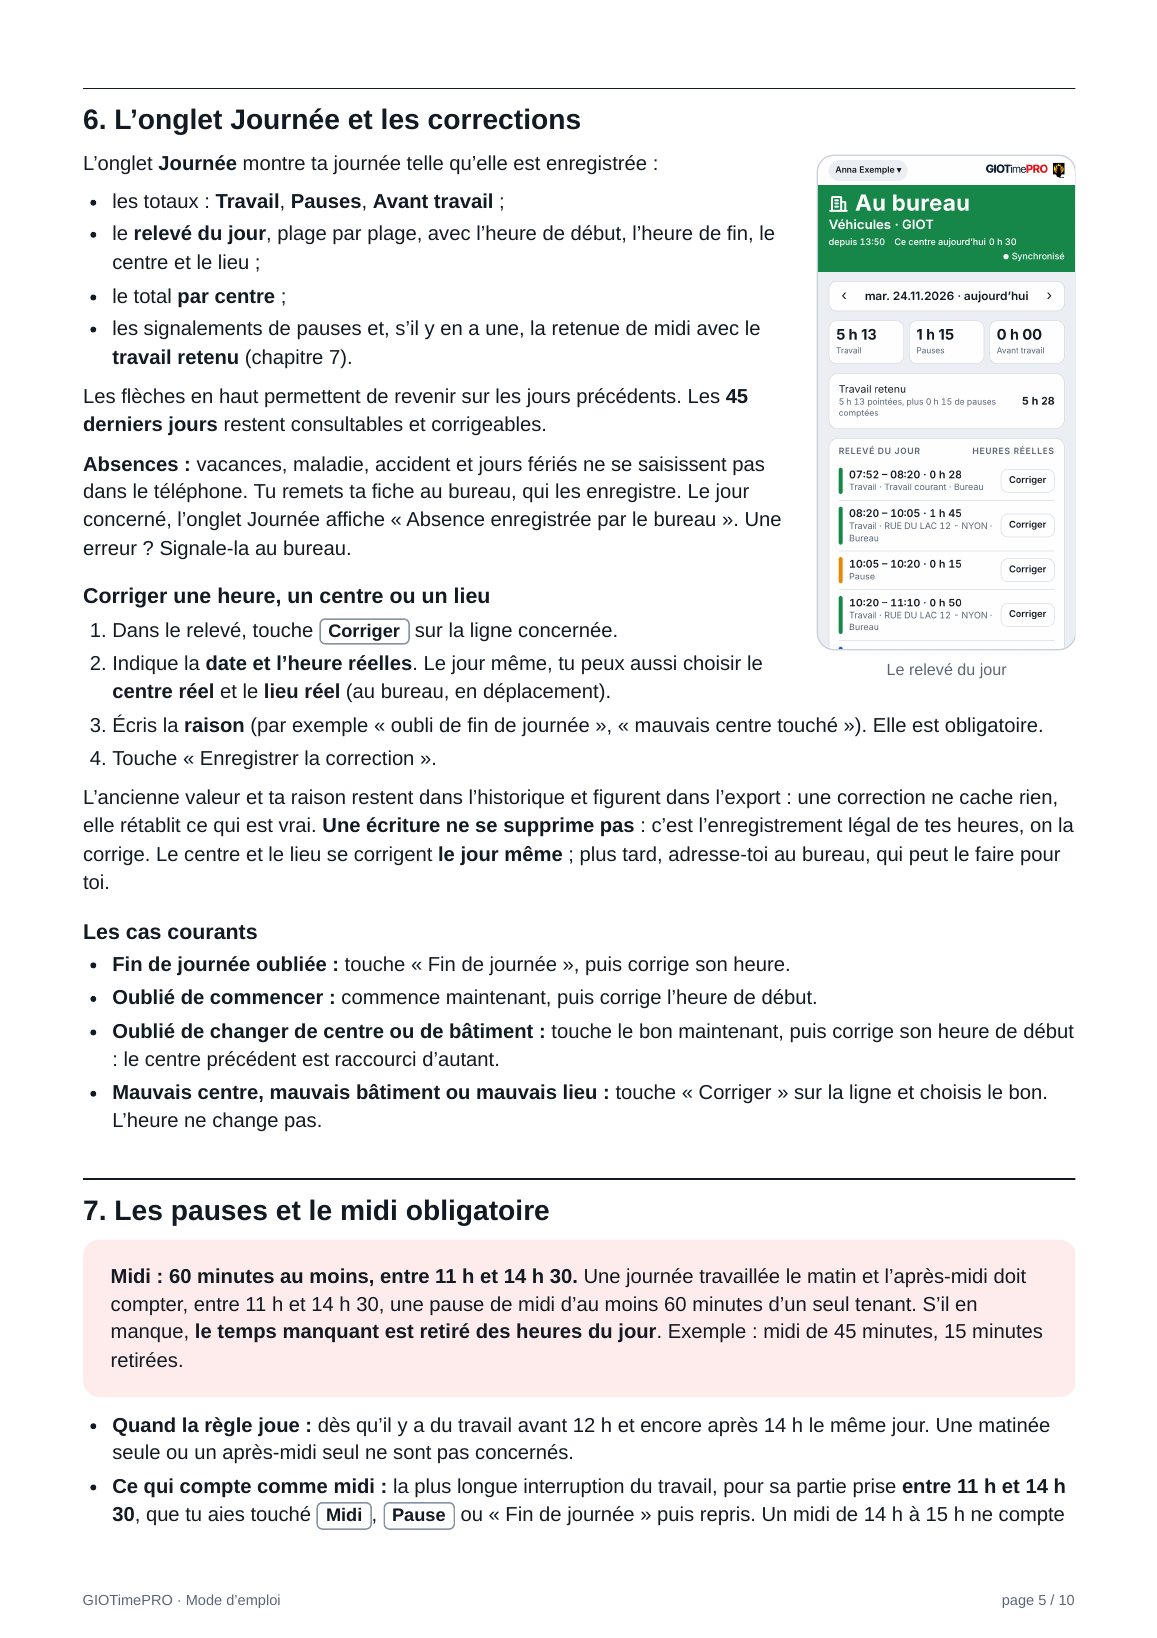 6. L’onglet Journée et les corrections
L’onglet Journée montre ta journée telle qu’elle est enregistrée :
• les totaux : Travail, Pauses, Avant travail ;
• le relevé du jour, plage par plage, avec l’heure de début, l’heure de fin, le
centre et le lieu ;
• le total par centre ;
• les signalements de pauses et, s’il y en a une, la retenue de midi avec le
travail retenu (chapitre 7).
Les flèches en haut permettent de revenir sur les jours précédents. Les 45
derniers jours restent consultables et corrigeables.
Absences : vacances, maladie, accident et jours fériés ne se saisissent pas
dans le téléphone. Tu remets ta fiche au bureau, qui les enregistre. Le jour
concerné, l’onglet Journée affiche « Absence enregistrée par le bureau ». Une
erreur ? Signale-la au bureau.
Anna Exemple ▾
GIOTimePRO
Au bureau
Véhicules · GIOT
depuis 13:50 Ce centre aujourd’hui 0 h 30
● Synchronisé
‹ mar. 24.11.2026 · aujourd’hui ›
5 h 13
Travail
1 h 15
Pauses
0 h 00
Avant travail
Travail retenu
5 h 13 pointées, plus 0 h 15 de pauses
comptées
5 h 28
RELEVÉ DU JOUR HEURES RÉELLES
07:52 – 08:20 · 0 h 28
Travail · Travail courant · Bureau
Corriger
08:20 – 10:05 · 1 h 45
Travail · RUE DU LAC 12 - NYON ·
Bureau
Corriger
10:05 – 10:20 · 0 h 15
Pause
Corriger
10:20 – 11:10 · 0 h 50
Travail · RUE DU LAC 12 - NYON ·
Bureau
Corriger
Le relevé du jour
Corriger une heure, un centre ou un lieu
1. Dans le relevé, touche Corriger sur la ligne concernée.
2. Indique la date et l’heure réelles. Le jour même, tu peux aussi choisir le
centre réel et le lieu réel (au bureau, en déplacement).
3. Écris la raison (par exemple « oubli de fin de journée », « mauvais centre touché »). Elle est obligatoire.
4. Touche « Enregistrer la correction ».
L’ancienne valeur et ta raison restent dans l’historique et figurent dans l’export : une correction ne cache rien,
elle rétablit ce qui est vrai. Une écriture ne se supprime pas : c’est l’enregistrement légal de tes heures, on la
corrige. Le centre et le lieu se corrigent le jour même ; plus tard, adresse-toi au bureau, qui peut le faire pour
toi.
Les cas courants
• Fin de journée oubliée : touche « Fin de journée », puis corrige son heure.
• Oublié de commencer : commence maintenant, puis corrige l’heure de début.
• Oublié de changer de centre ou de bâtiment : touche le bon maintenant, puis corrige son heure de début
: le centre précédent est raccourci d’autant.
• Mauvais centre, mauvais bâtiment ou mauvais lieu : touche « Corriger » sur la ligne et choisis le bon.
L’heure ne change pas.
7. Les pauses et le midi obligatoire
Midi : 60 minutes au moins, entre 11 h et 14 h 30. Une journée travaillée le matin et l’après-midi doit
compter, entre 11 h et 14 h 30, une pause de midi d’au moins 60 minutes d’un seul tenant. S’il en
manque, le temps manquant est retiré des heures du jour. Exemple : midi de 45 minutes, 15 minutes
retirées.
• Quand la règle joue : dès qu’il y a du travail avant 12 h et encore après 14 h le même jour. Une matinée
seule ou un après-midi seul ne sont pas concernés.
• Ce qui compte comme midi : la plus longue interruption du travail, pour sa partie prise entre 11 h et 14 h
30, que tu aies touché Midi, Pause ou « Fin de journée » puis repris. Un midi de 14 h à 15 h ne compte
GIOTimePRO · Mode d’emploi
page 5 / 10